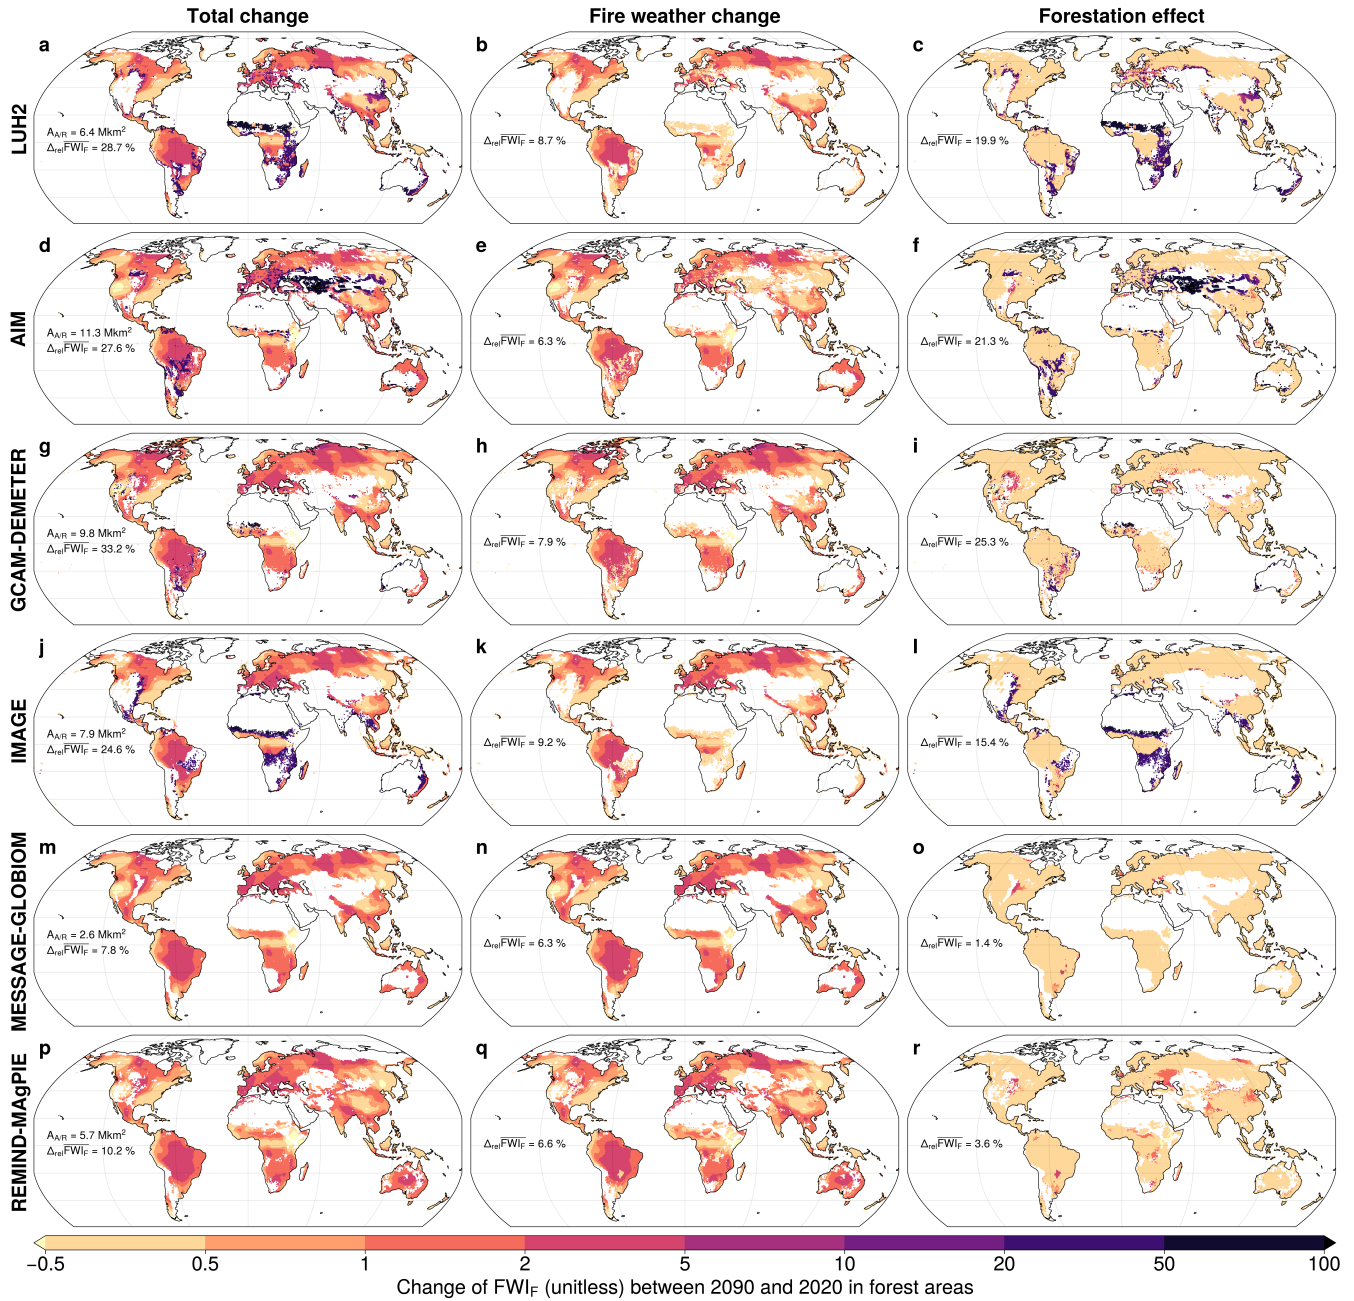 Total change
Fire weather change
Forestation effect
LUH2
a
A_A/R = 6.4 Mkm²
Δ_rel FWI_F = 28.7 %
b
Δ_rel FWI_F = 8.7 %
c
Δ_rel FWI_F = 19.9 %
AIM
d
A_A/R = 11.3 Mkm²
Δ_rel FWI_F = 27.6 %
e
Δ_rel FWI_F = 6.3 %
f
Δ_rel FWI_F = 21.3 %
GCAM-DEMETER
g
A_A/R = 9.8 Mkm²
Δ_rel FWI_F = 33.2 %
h
Δ_rel FWI_F = 7.9 %
i
Δ_rel FWI_F = 25.3 %
IMAGE
j
A_A/R = 7.9 Mkm²
Δ_rel FWI_F = 24.6 %
k
Δ_rel FWI_F = 9.2 %
l
Δ_rel FWI_F = 15.4 %
MESSAGE-GLOBIOM
m
A_A/R = 2.6 Mkm²
Δ_rel FWI_F = 7.8 %
n
Δ_rel FWI_F = 6.3 %
o
Δ_rel FWI_F = 1.4 %
REMIND-MAgPIE
p
A_A/R = 5.7 Mkm²
Δ_rel FWI_F = 10.2 %
q
Δ_rel FWI_F = 6.6 %
r
Δ_rel FWI_F = 3.6 %
−0.5 0.5 1 2 5 10 20 50 100
Change of FWI_F (unitless) between 2090 and 2020 in forest areas